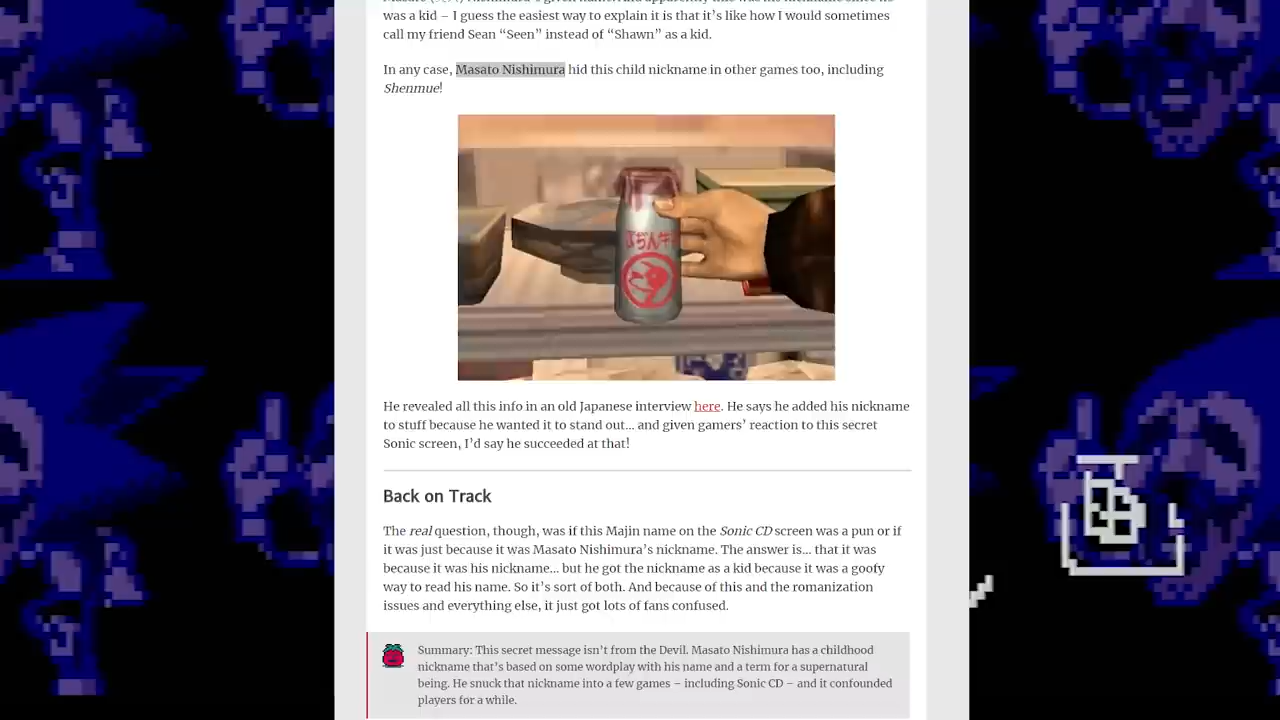 was a kid – I guess the easiest way to explain it is that it's like how I would sometimes
call my friend Sean “Seen” instead of “Shawn” as a kid.
In any case, Masato Nishimura hid this child nickname in other games too, including
Shenmue!
He revealed all this info in an old Japanese interview here. He says he added his nickname
to stuff because he wanted it to stand out... and given gamers' reaction to this secret
Sonic screen, I'd say he succeeded at that!
Back on Track
The real question, though, was if this Majin name on the Sonic CD screen was a pun or if
it was just because it was Masato Nishimura's nickname. The answer is... that it was
because it was his nickname... but he got the nickname as a kid because it was a goofy
way to read his name. So it's sort of both. And because of this and the romanization
issues and everything else, it just got lots of fans confused.
Summary: This secret message isn't from the Devil. Masato Nishimura has a childhood
nickname that's based on some wordplay with his name and a term for a supernatural
being. He snuck that nickname into a few games – including Sonic CD – and it confounded
players for a while.